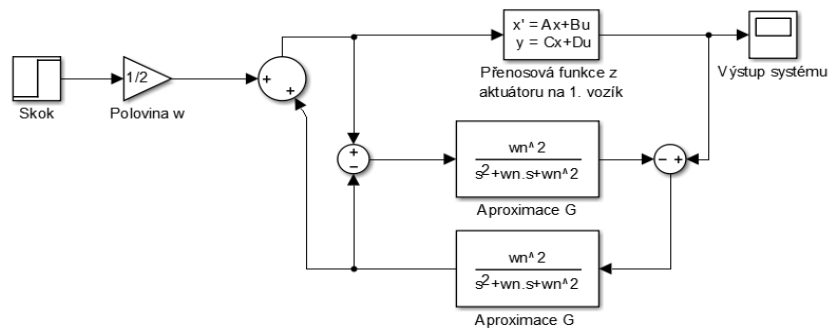 x' = Ax+Bu
y = Cx+Du
Přenosová funkce z
aktuátoru na 1. vozík
Výstup systému
Skok
1/2
Polovina w
+
+
+
−
wn^2
s2+wn.s+wn^2
Aproximace G
− +
wn^2
s2+wn.s+wn^2
Aproximace G